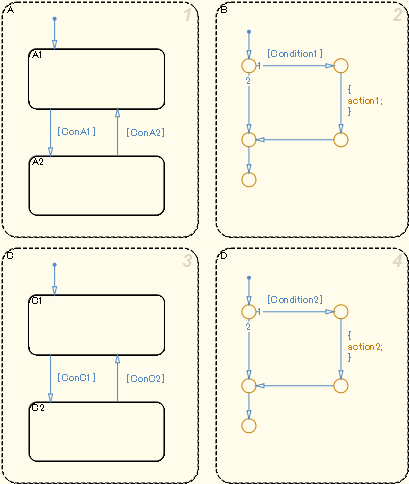 A
1
A1
[ConA1]
[ConA2]
A2
B
2
[Condition1]
1
2
{
action1;
}
C
3
C1
[ConC1]
[ConC2]
C2
D
4
[Condition2]
1
2
{
action2;
}